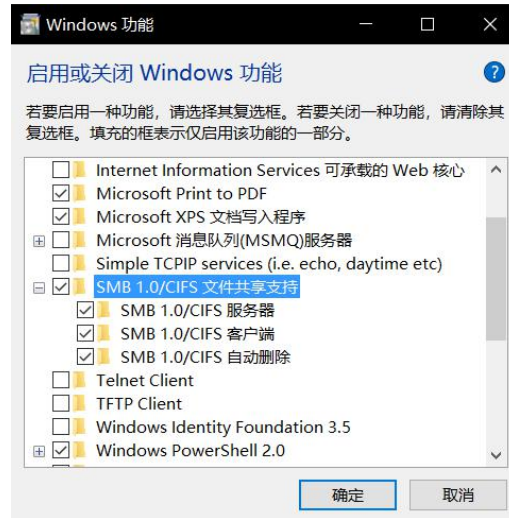 Windows 功能
启用或关闭 Windows 功能
若要启用一种功能，请选择其复选框。若要关闭一种功能，请清除其
复选框。填充的框表示仅启用该功能的一部分。
Internet Information Services 可承载的 Web 核心
Microsoft Print to PDF
Microsoft XPS 文档写入程序
Microsoft 消息队列(MSMQ)服务器
Simple TCPIP services (i.e. echo, daytime etc)
SMB 1.0/CIFS 文件共享支持
SMB 1.0/CIFS 服务器
SMB 1.0/CIFS 客户端
SMB 1.0/CIFS 自动删除
Telnet Client
TFTP Client
Windows Identity Foundation 3.5
Windows PowerShell 2.0
确定 取消